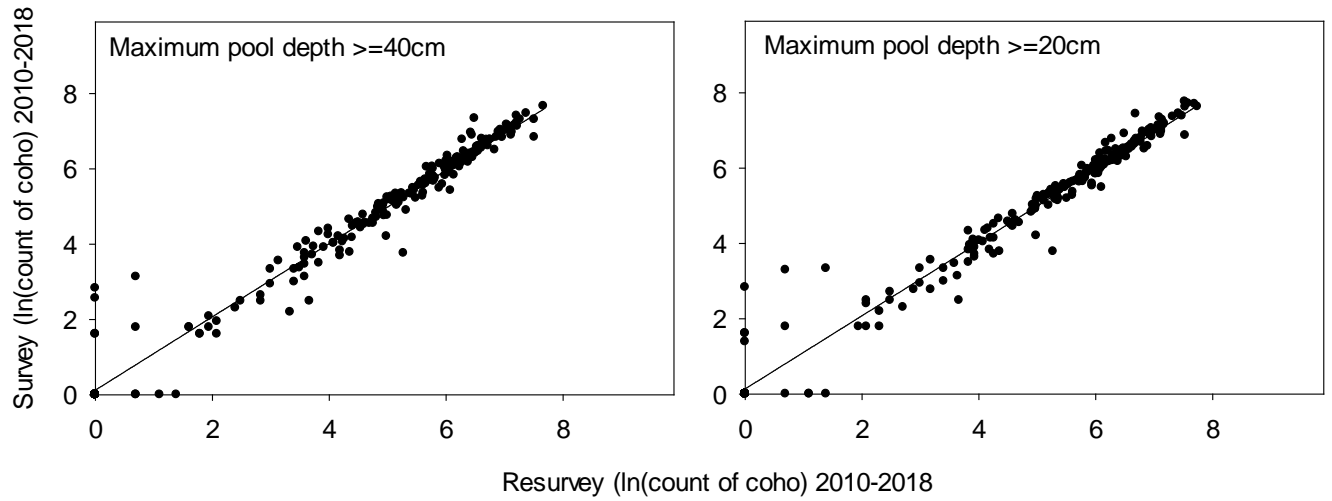 Maximum pool depth >=40cm
Maximum pool depth >=20cm
Survey (ln(count of coho) 2010-2018
8
6
4
2
0
0 2 4 6 8
8
6
4
2
0
0 2 4 6 8
Resurvey (ln(count of coho) 2010-2018